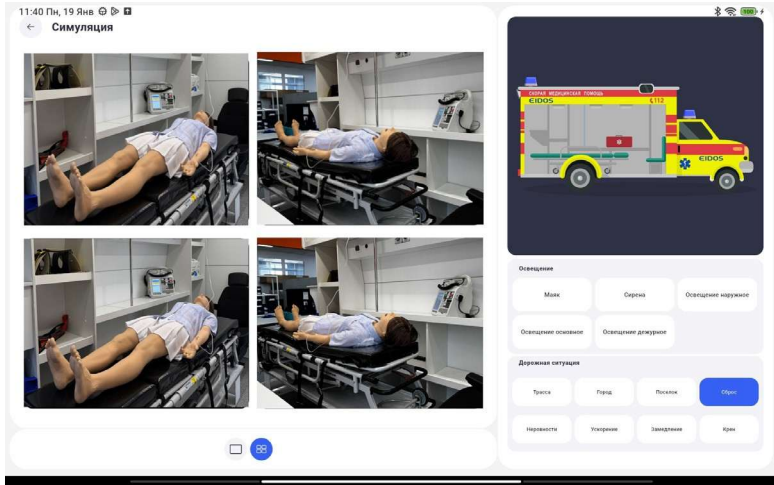 11:40 Пн, 19 Янв
100
Симуляция
СКОРАЯ МЕДИЦИНСКАЯ ПОМОЩЬ
EIDOS
112
EIDOS
Освещение
Маяк
Сирена
Освещение наружное
Освещение основное
Освещение дежурное
Дорожная ситуация
Трасса
Город
Поселок
Сброс
Неровности
Ускорение
Замедление
Крен